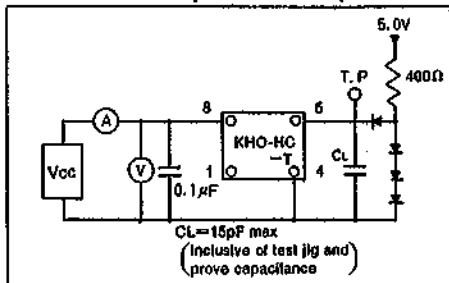 5.0V
T.P
400Ω
A
8
KHO-HC
-T
6
Vcc
V
1
4
CL
0.1μF
CL=15pF max
(Inclusive of test jig and
prove capacitance)